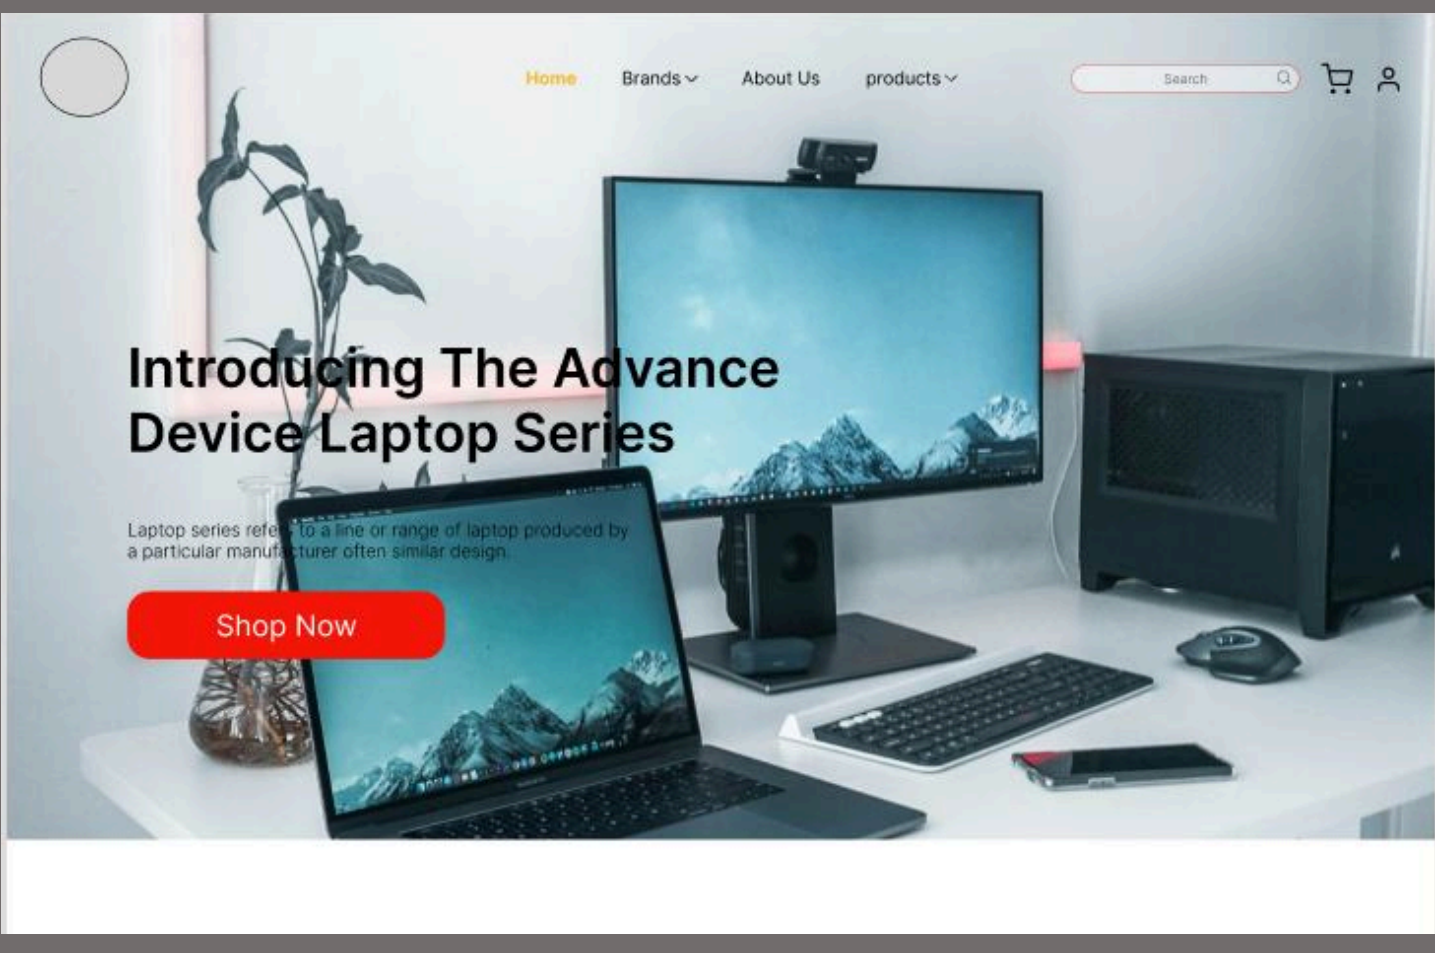 Home
Brands
About Us
products
Search
Introducing The Advance
Device Laptop Series
Laptop series refers to a line or range of laptop produced by
a particular manufacturer often similar design.
Shop Now